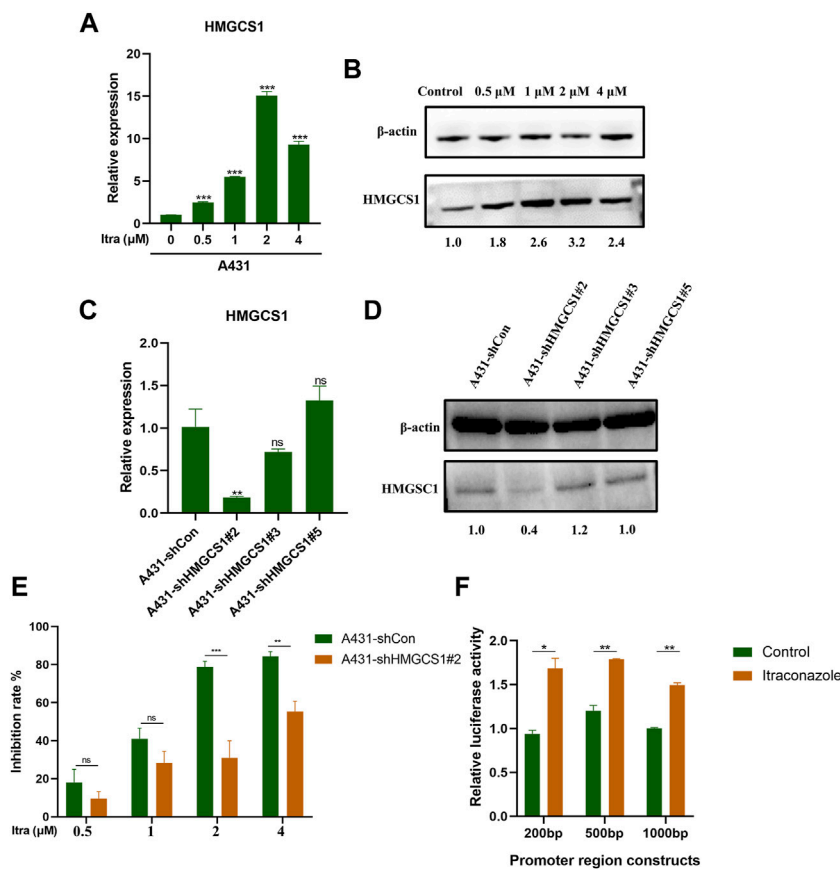 A
HMGCS1
Relative expression
20
15
10
5
0
***
***
***
***
Itra (μM)
0 0.5 1 2 4
A431
B
Control 0.5 μM 1 μM 2 μM 4 μM
β-actin
HMGCS1
1.0 1.8 2.6 3.2 2.4
C
HMGCS1
Relative expression
2.0
1.5
1.0
0.5
0.0
**
ns
ns
A431-shCon
A431-shHMGCS1#2
A431-shHMGCS1#3
A431-shHMGCS1#5
D
A431-shCon
A431-shHMGCS1#2
A431-shHMGCS1#3
A431-shHMGCS1#5
β-actin
HMGSC1
1.0 0.4 1.2 1.0
E
Inhibition rate %
100
80
60
40
20
0
ns
ns
***
**
A431-shCon
A431-shHMGCS1#2
Itra (μM)
0.5 1 2 4
F
Relative luciferase activity
2.0
1.5
1.0
0.5
0.0
*
**
**
Control
Itraconazole
200bp 500bp 1000bp
Promoter region constructs